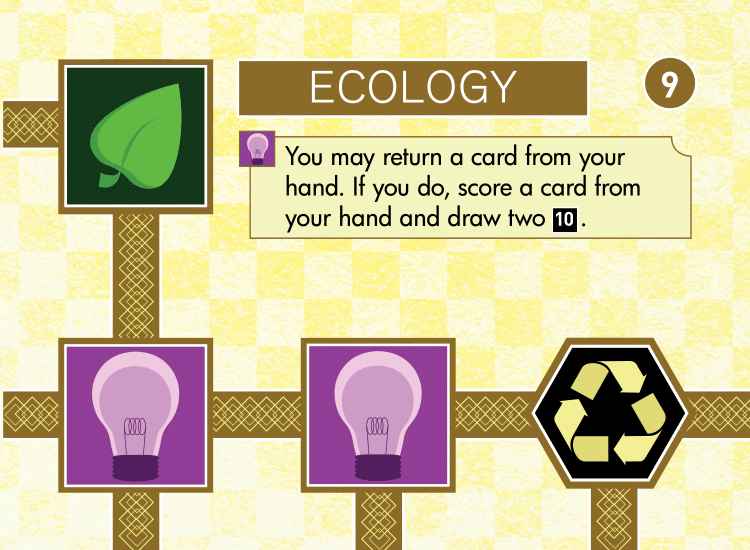 ECOLOGY
9
You may return a card from your
hand. If you do, score a card from
your hand and draw two 10.